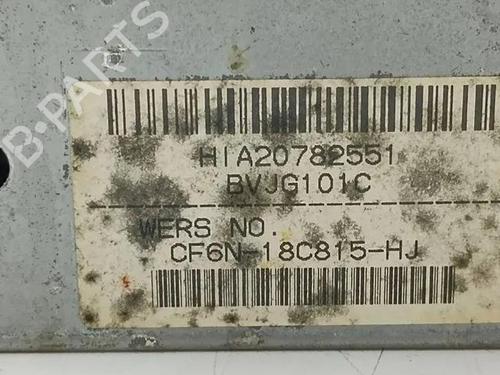 B-PARTS
HIA20782551
BVJG101C
WERS NO.
CF6N-18C815-HJ